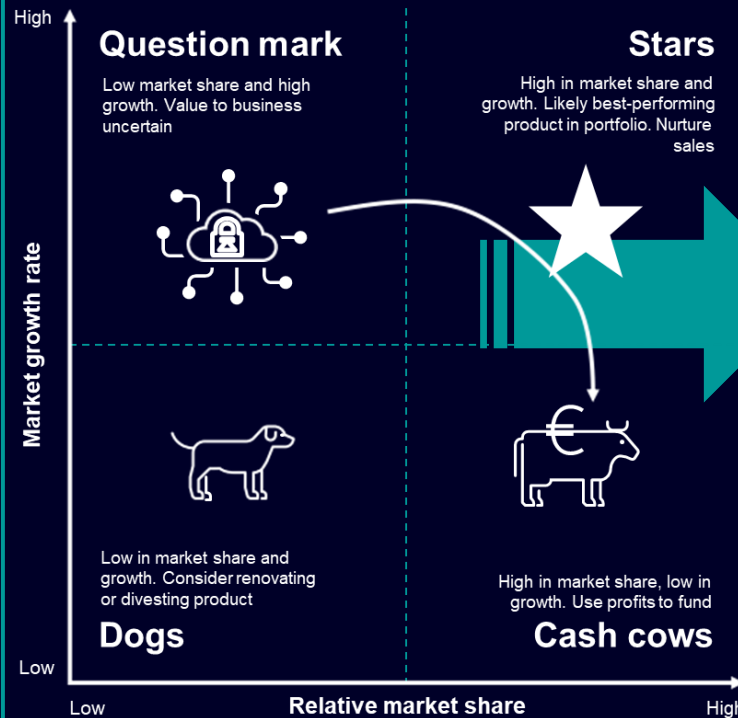 High
Question mark
Low market share and high
growth. Value to business
uncertain
Stars
High in market share and
growth. Likely best-performing
product in portfolio. Nurture
sales
Market growth rate
€
Low in market share and
growth. Consider renovating
or divesting product
Dogs
High in market share, low in
growth. Use profits to fund
Cash cows
Low
Low
Relative market share
High